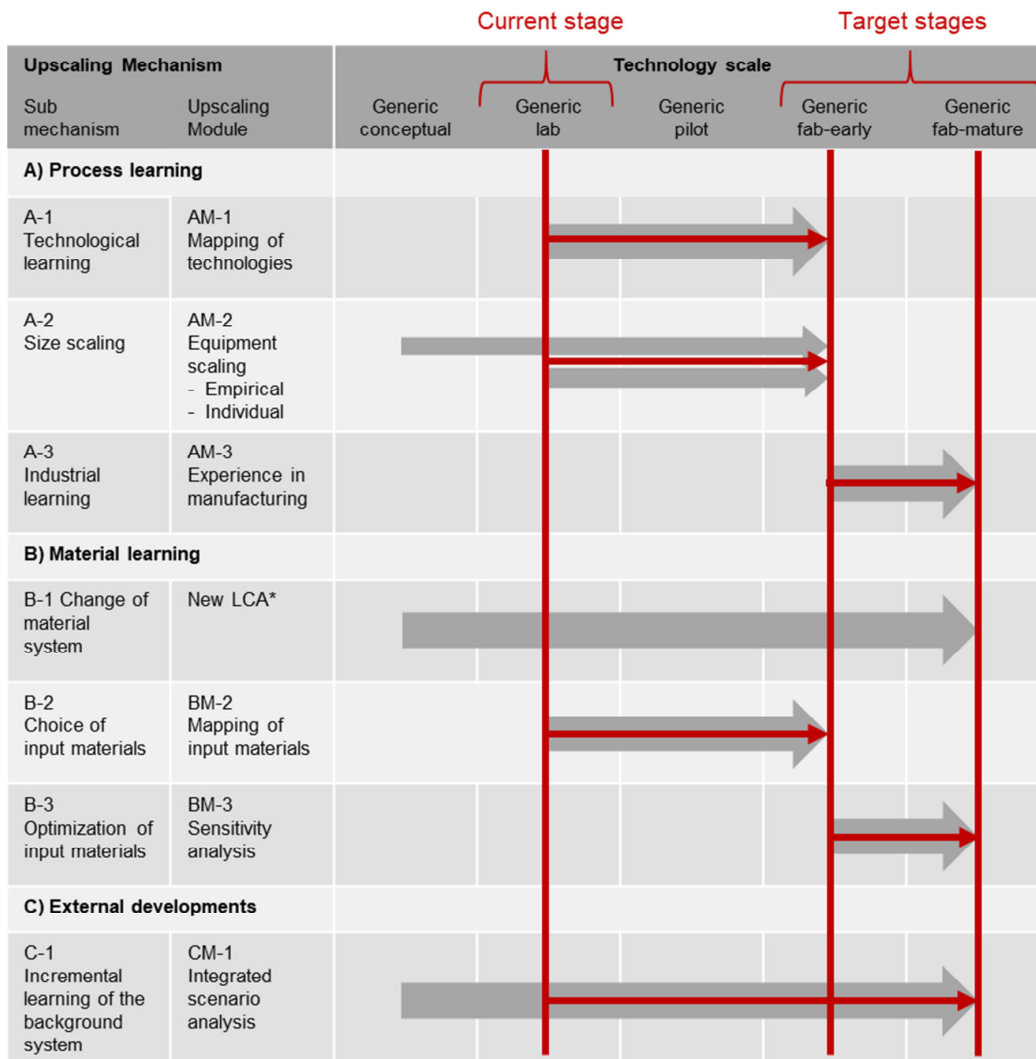 Current stage
Target stages
Upscaling Mechanism
Technology scale
Sub
mechanism
Upscaling
Module
Generic
conceptual
Generic
lab
Generic
pilot
Generic
fab-early
Generic
fab-mature
A) Process learning
A-1
Technological
learning
AM-1
Mapping of
technologies
A-2
Size scaling
AM-2
Equipment
scaling
- Empirical
- Individual
A-3
Industrial
learning
AM-3
Experience in
manufacturing
B) Material learning
B-1 Change of
material
system
New LCA*
B-2
Choice of
input materials
BM-2
Mapping of
input materials
B-3
Optimization of
input materials
BM-3
Sensitivity
analysis
C) External developments
C-1
Incremental
learning of the
background
system
CM-1
Integrated
scenario
analysis